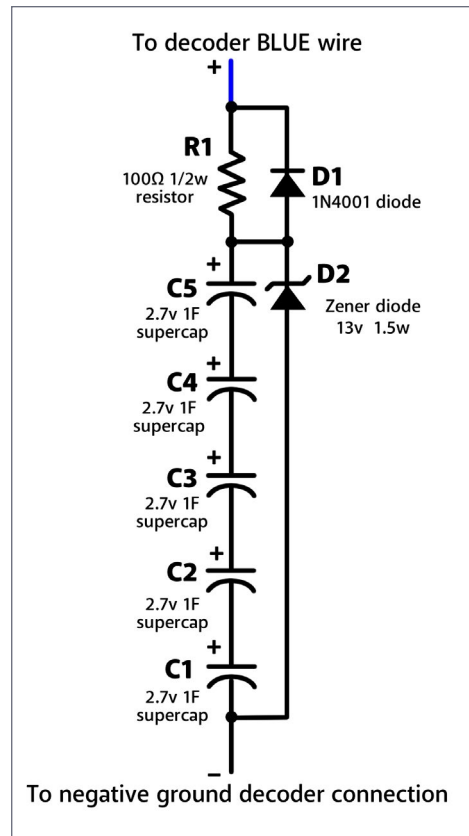 To decoder BLUE wire
+
R1
100Ω 1/2w
resistor
D1
1N4001 diode
+
C5
2.7v 1F
supercap
D2
Zener diode
13v 1.5w
+
C4
2.7v 1F
supercap
+
C3
2.7v 1F
supercap
+
C2
2.7v 1F
supercap
+
C1
2.7v 1F
supercap
–
To negative ground decoder connection